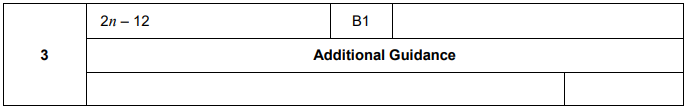 2n – 12 B1
3
Additional Guidance